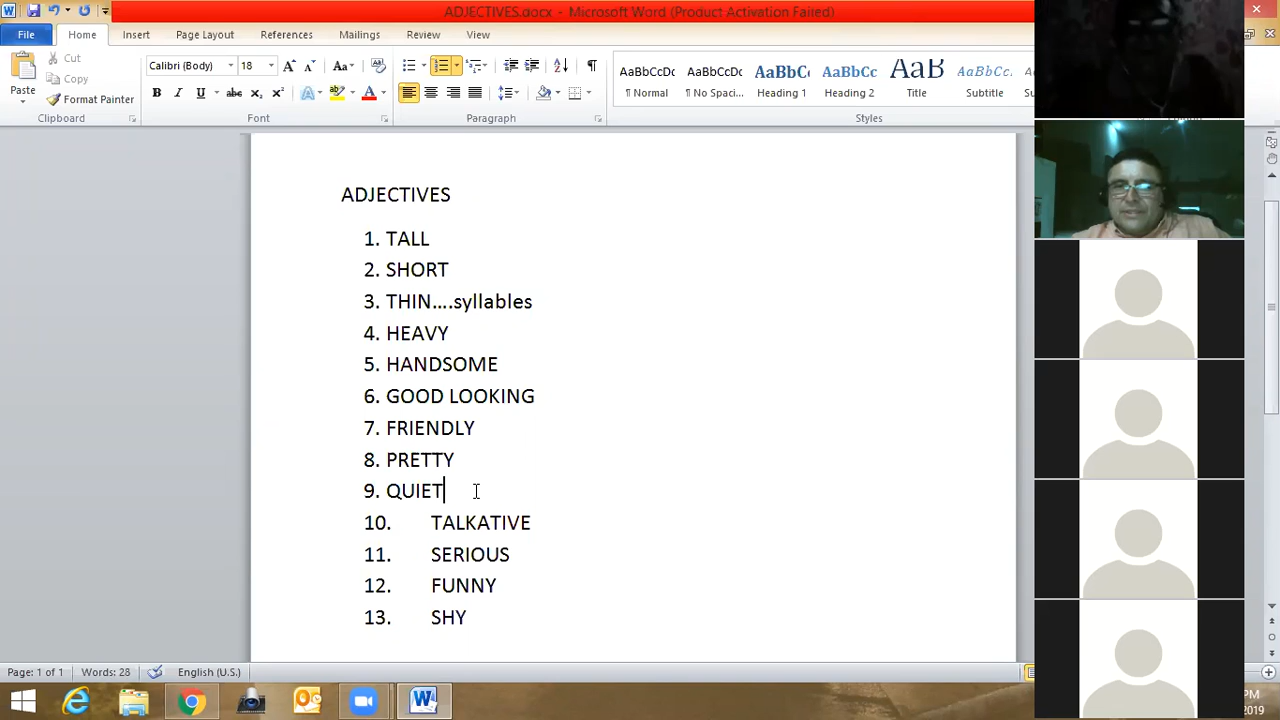 ADJECTIVES.docx - Microsoft Word (Product Activation Failed)
File Home Insert Page Layout References Mailings Review View
Paste
Cut
Copy
Format Painter
Clipboard
Calibri (Body) 18
Font
Paragraph
AaBbCcDc AaBbCcDc AaBbC AaBbCc AaB AaBbCc
¶ Normal ¶ No Spaci... Heading 1 Heading 2 Title Subtitle
Styles
ADJECTIVES
1. TALL
2. SHORT
3. THIN….syllables
4. HEAVY
5. HANDSOME
6. GOOD LOOKING
7. FRIENDLY
8. PRETTY
9. QUIET
10. TALKATIVE
11. SERIOUS
12. FUNNY
13. SHY
Page: 1 of 1 Words: 28 English (U.S.)
PM
2019